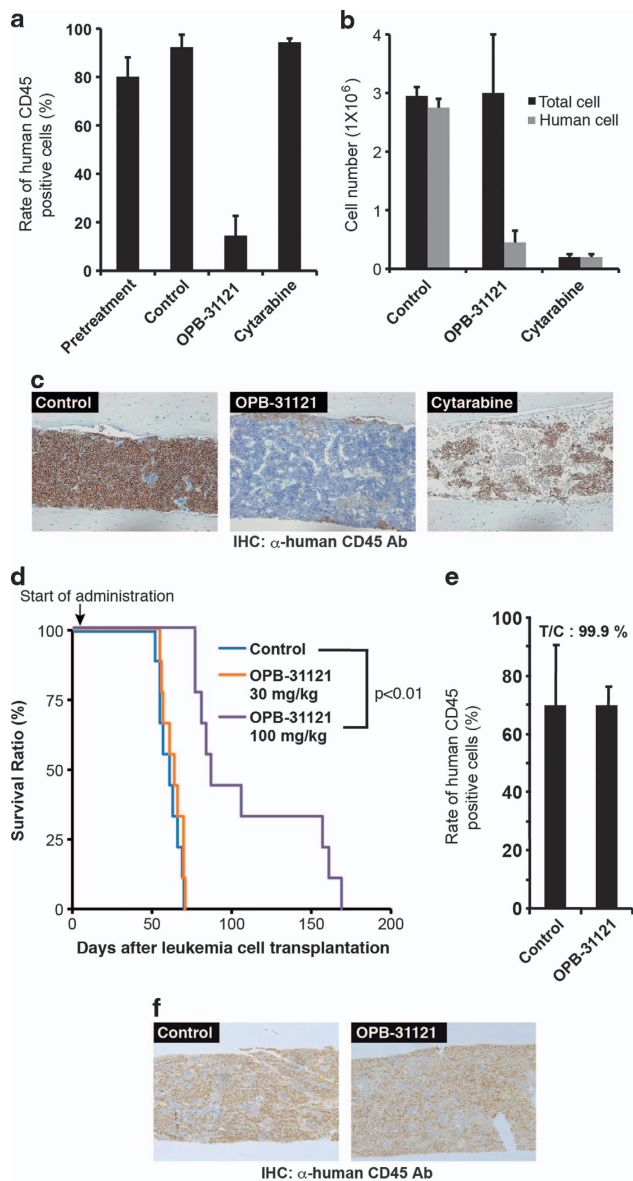 a
Rate of human CD45
positive cells (%)
100
80
60
40
20
0
Pretreatment
Control
OPB-31121
Cytarabine
b
Cell number (1X10⁶)
4
3
2
1
0
Total cell
Human cell
Control
OPB-31121
Cytarabine
c
Control
OPB-31121
Cytarabine
IHC: α-human CD45 Ab
d
Start of administration
Survival Ratio (%)
100
75
50
25
0
Control
OPB-31121
30 mg/kg
OPB-31121
100 mg/kg
p<0.01
0
50
100
150
200
Days after leukemia cell transplantation
e
Rate of human CD45
positive cells (%)
100
80
60
40
20
80
0
T/C : 99.9 %
Control
OPB-31121
f
Control
OPB-31121
IHC: α-human CD45 Ab